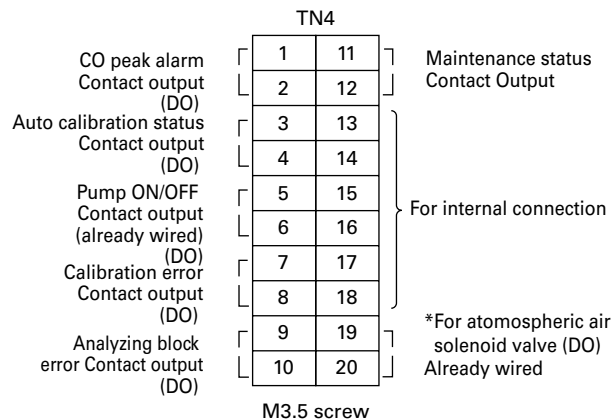 TN4
CO peak alarm
Contact output
(DO)
Auto calibration status
Contact output
(DO)
Pump ON/OFF
Contact output
(already wired)
(DO)
Calibration error
Contact output
(DO)
Analyzing block
error Contact output
(DO)
1 11
2 12
3 13
4 14
5 15
6 16
7 17
8 18
9 19
10 20
Maintenance status
Contact Output
For internal connection
*For atomospheric air
solenoid valve (DO)
Already wired
M3.5 screw